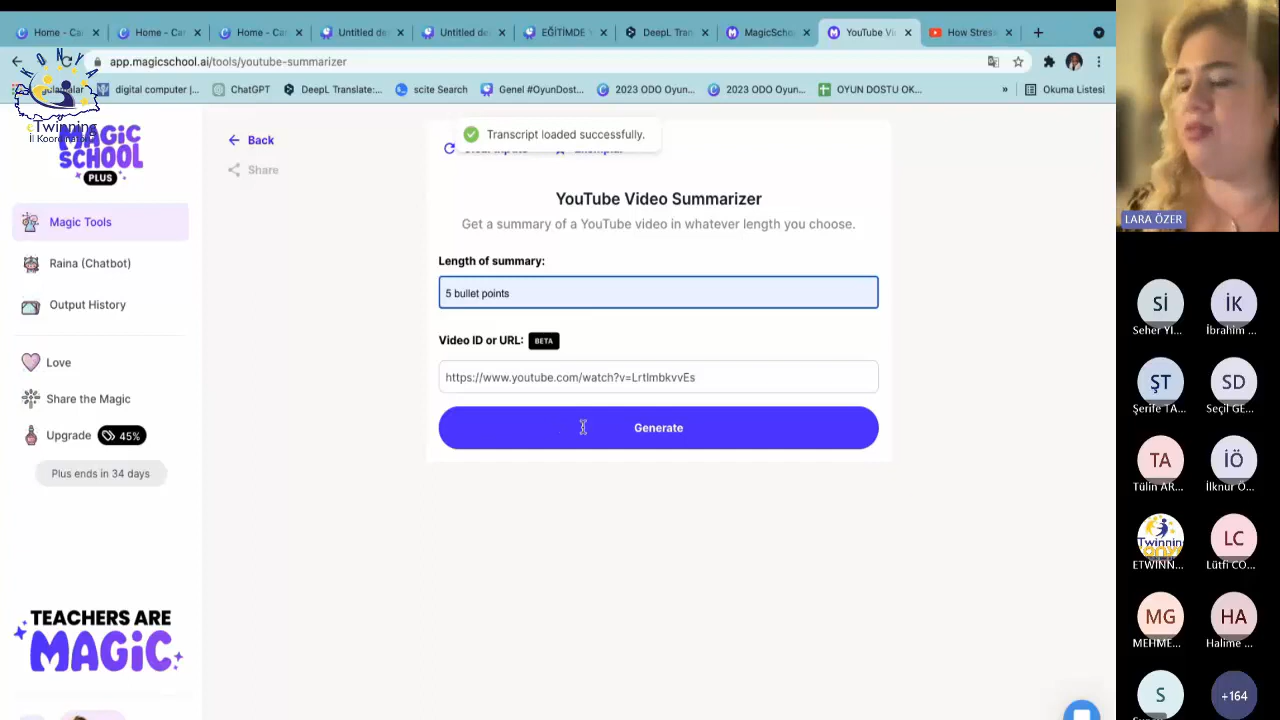 Home - Ca
Home - Ca
Home - Ca
Untitled de
Untitled de
EĞİTİMDE Y
DeepL Tran
MagicScho
YouTube Vi
How Stres
app.magicschool.ai/tools/youtube-summarizer
digital computer |...
ChatGPT
DeepL Translate:...
scite Search
Genel #OyunDost...
2023 ODO Oyun...
2023 ODO Oyun...
OYUN DOSTU OK...
»
Okuma Listesi
ONY
eTwinning
İl Koordinatör
MAGIC
SCHOOL
PLUS
Magic Tools
Raina (Chatbot)
Output History
Love
Share the Magic
Upgrade 45%
Plus ends in 34 days
TEACHERS ARE
MAGIC
Back
Share
Transcript loaded successfully.
YouTube Video Summarizer
Get a summary of a YouTube video in whatever length you choose.
Length of summary:
5 bullet points
Video ID or URL: BETA
https://www.youtube.com/watch?v=LrtImbkvvEs
Generate
LARA ÖZER
Sİ
Seher YI...
İK
İbrahim ...
ŞT
Şerife TA...
SD
Seçil GE...
TA
Tülin AR...
İÖ
İlknur Ö...
Twinning
ETWINN...
LC
Lütfi CO...
MG
MEHME...
HA
Halime ...
S
+164